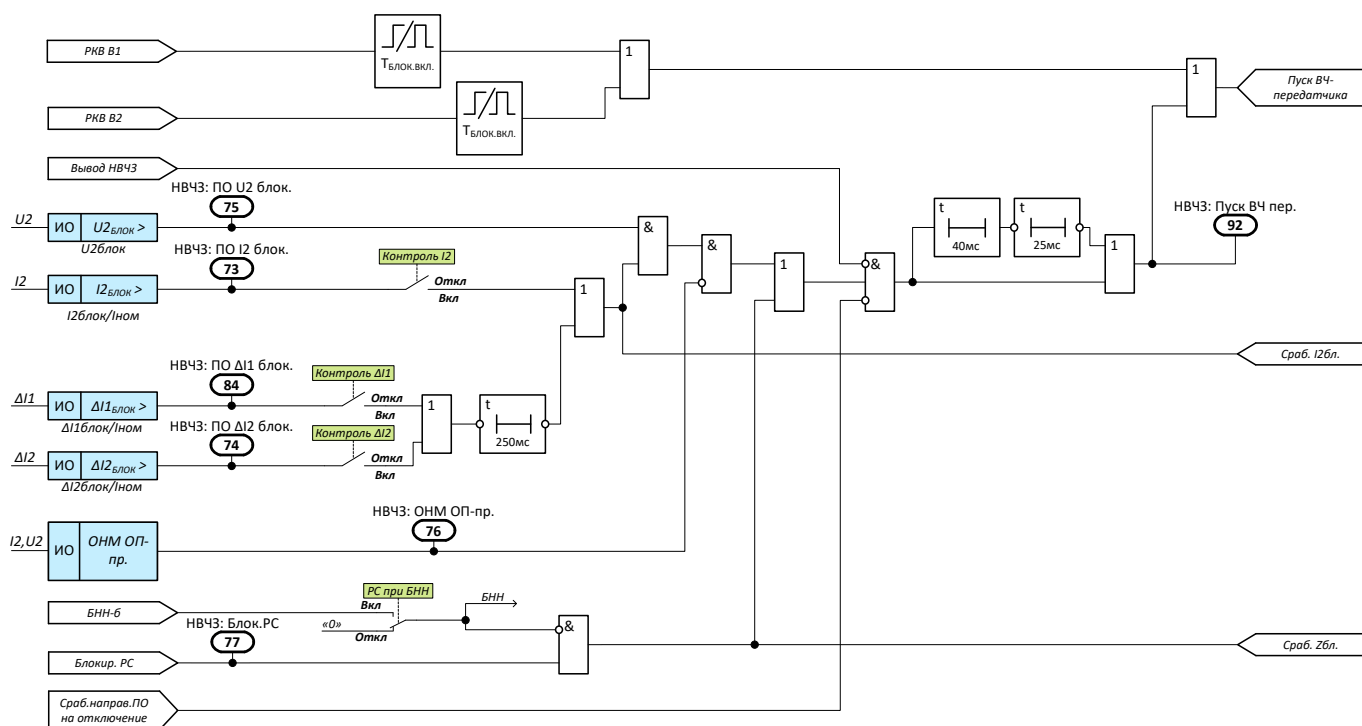 РКВ В1
TБЛОК.ВКЛ.
1
1
Пуск ВЧ-
передатчика
РКВ В2
TБЛОК.ВКЛ.
Вывод НВЧЗ
НВЧЗ: ПО U2 блок.
75
U2
ИО
U2БЛОК >
U2блок
&
&
1
&
t
40мс
t
25мс
1
НВЧЗ: Пуск ВЧ пер.
92
НВЧЗ: ПО I2 блок.
73
Контроль I2
I2
ИО
I2БЛОК >
I2блок/Iном
Откл
Вкл
1
Сраб. I2бл.
НВЧЗ: ПО ΔI1 блок.
84
Контроль ΔI1
ΔI1
ИО
ΔI1БЛОК >
ΔI1блок/Iном
Откл
Вкл
1
t
250мс
НВЧЗ: ПО ΔI2 блок.
74
Контроль ΔI2
ΔI2
ИО
ΔI2БЛОК >
ΔI2блок/Iном
Откл
Вкл
НВЧЗ: ОНМ ОП-пр.
76
I2,U2
ИО
ОНМ ОП-
пр.
РС при БНН
БНН-б
Вкл
БНН
«0»
Откл
&
НВЧЗ: Блок.РС
77
Блокир. РС
Сраб. Zбл.
Сраб.направ.ПО
на отключение